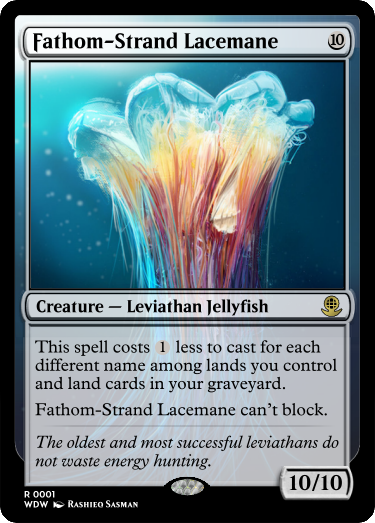 Fathom-Strand Lacemane 10
Creature — Leviathan Jellyfish
This spell costs 1 less to cast for each
different name among lands you control
and land cards in your graveyard.
Fathom-Strand Lacemane can't block.
The oldest and most successful leviathans do
not waste energy hunting.
10/10
R 0001
WDW Rashieo Sasman